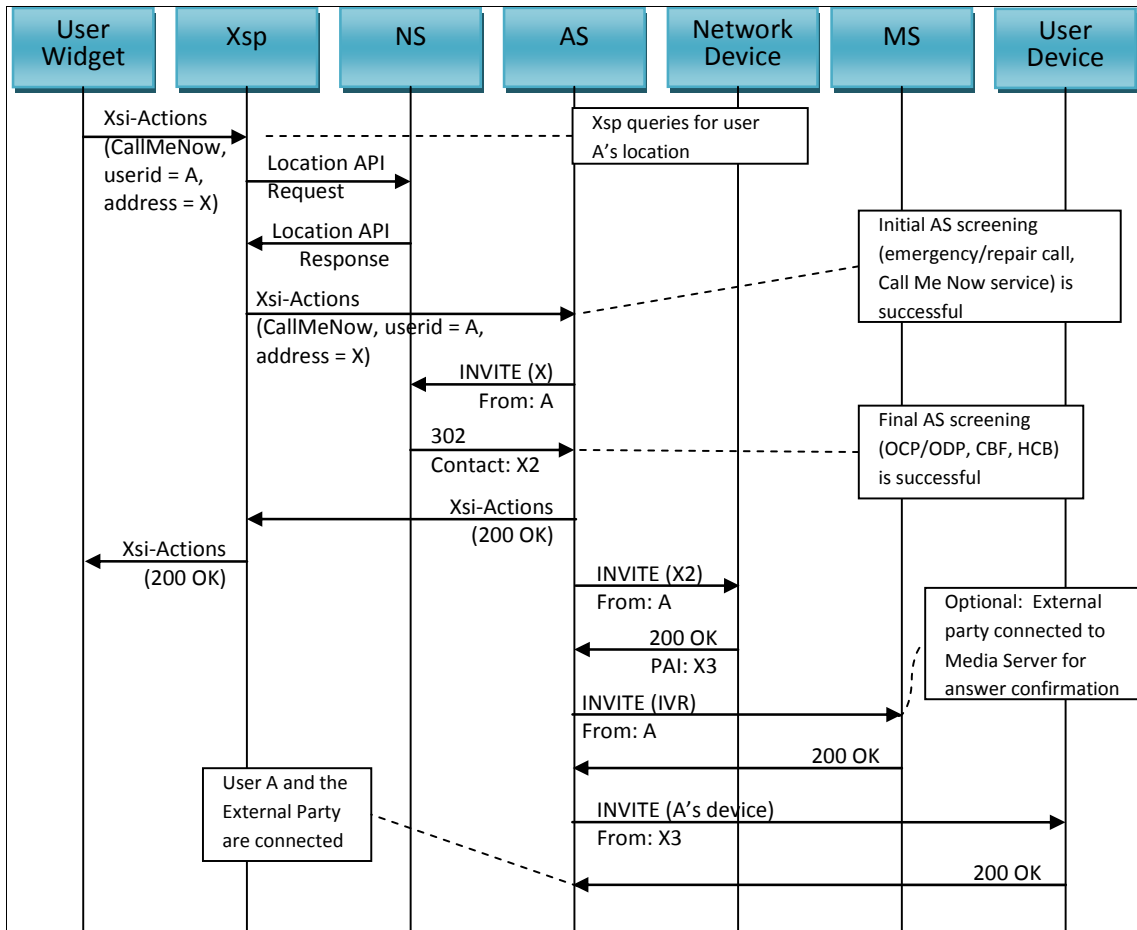 User
Widget
Xsp
NS
AS
Network
Device
MS
User
Device
Xsi-Actions
(CallMeNow,
userid = A,
address = X)
Xsp queries for user
A's location
Location API
Request
Location API
Response
Initial AS screening
(emergency/repair call,
Call Me Now service) is
successful
Xsi-Actions
(CallMeNow, userid = A,
address = X)
INVITE (X)
From: A
302
Contact: X2
Final AS screening
(OCP/ODP, CBF, HCB)
is successful
Xsi-Actions
(200 OK)
Xsi-Actions
(200 OK)
INVITE (X2)
From: A
Optional: External
party connected to
Media Server for
answer confirmation
200 OK
PAI: X3
INVITE (IVR)
From: A
200 OK
User A and the
External Party
are connected
INVITE (A's device)
From: X3
200 OK